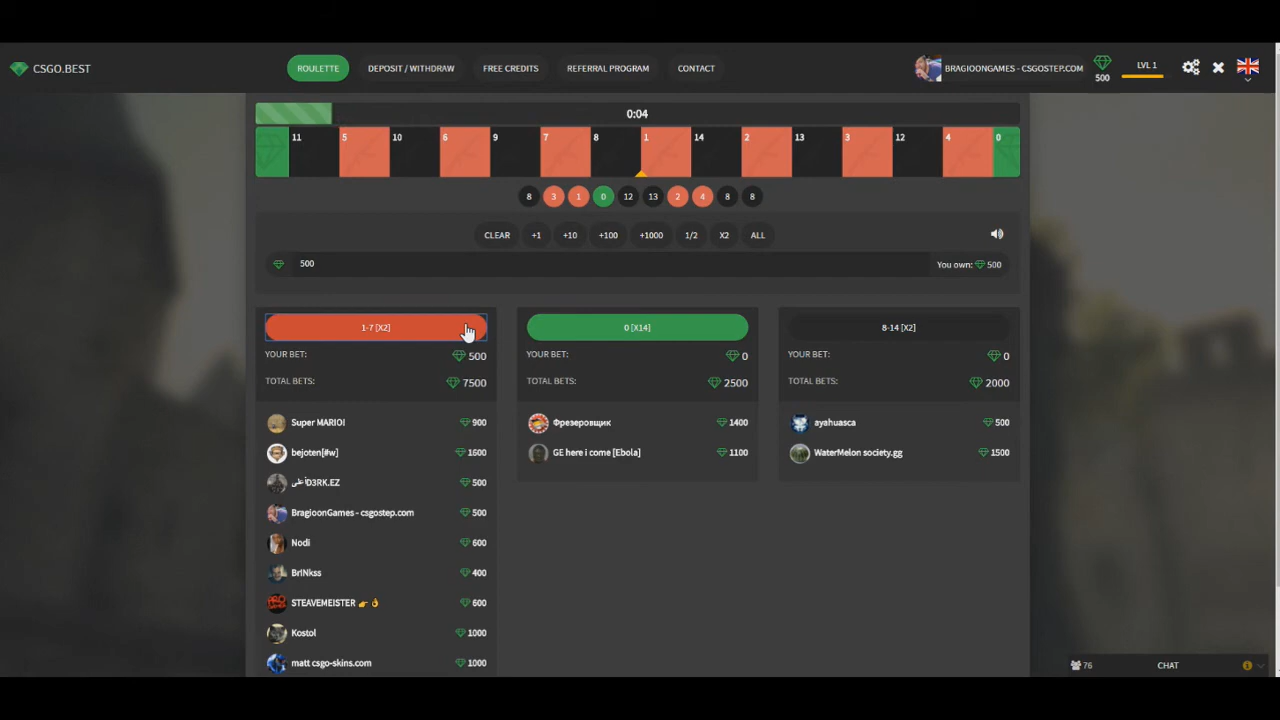 CSGO.BEST ROULETTE DEPOSIT / WITHDRAW FREE CREDITS REFERRAL PROGRAM CONTACT BRAGIOONGAMES - CSGOSTEP.COM 500 LVL 1
0:04
11 5 10 6 9 7 8 1 14 2 13 3 12 4 0
8 3 1 0 12 13 2 4 8 8
CLEAR +1 +10 +100 +1000 1/2 X2 ALL
500 You own: 500
1-7 [X2] 0 [X14] 8-14 [X2]
YOUR BET: 500 YOUR BET: 0 YOUR BET: 0
TOTAL BETS: 7500 TOTAL BETS: 2500 TOTAL BETS: 2000
Super MARIO! 900 Фрезеровщик 1400 ayahuasca 500
bejoten[#w] 1600 GE here i come [Ebola] 1100 WaterMelon society.gg 1500
أعلى D3RK.EZ 500
BragioonGames - csgostep.com 500
Nodi 600
BrINkss 400
STEAVEMEISTER 👉👌 600
Kostol 1000
matt csgo-skins.com 1000
76 CHAT